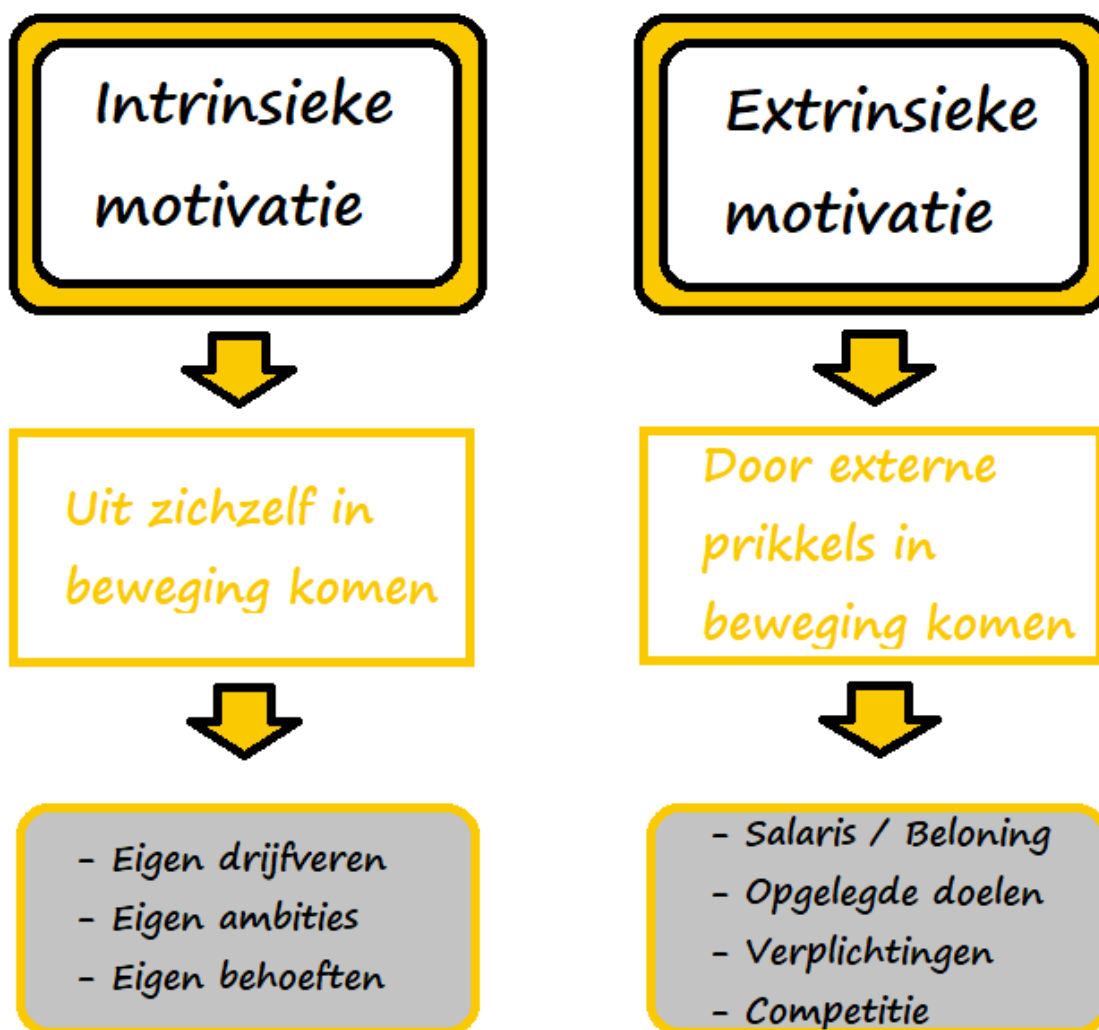 Intrinsieke
motivatie
Uit zichzelf in
beweging komen
- Eigen drijfveren
- Eigen ambities
- Eigen behoeften
Extrinsieke
motivatie
Door externe
prikkels in
beweging komen
- Salaris / Beloning
- Opgelegde doelen
- Verplichtingen
- Competitie